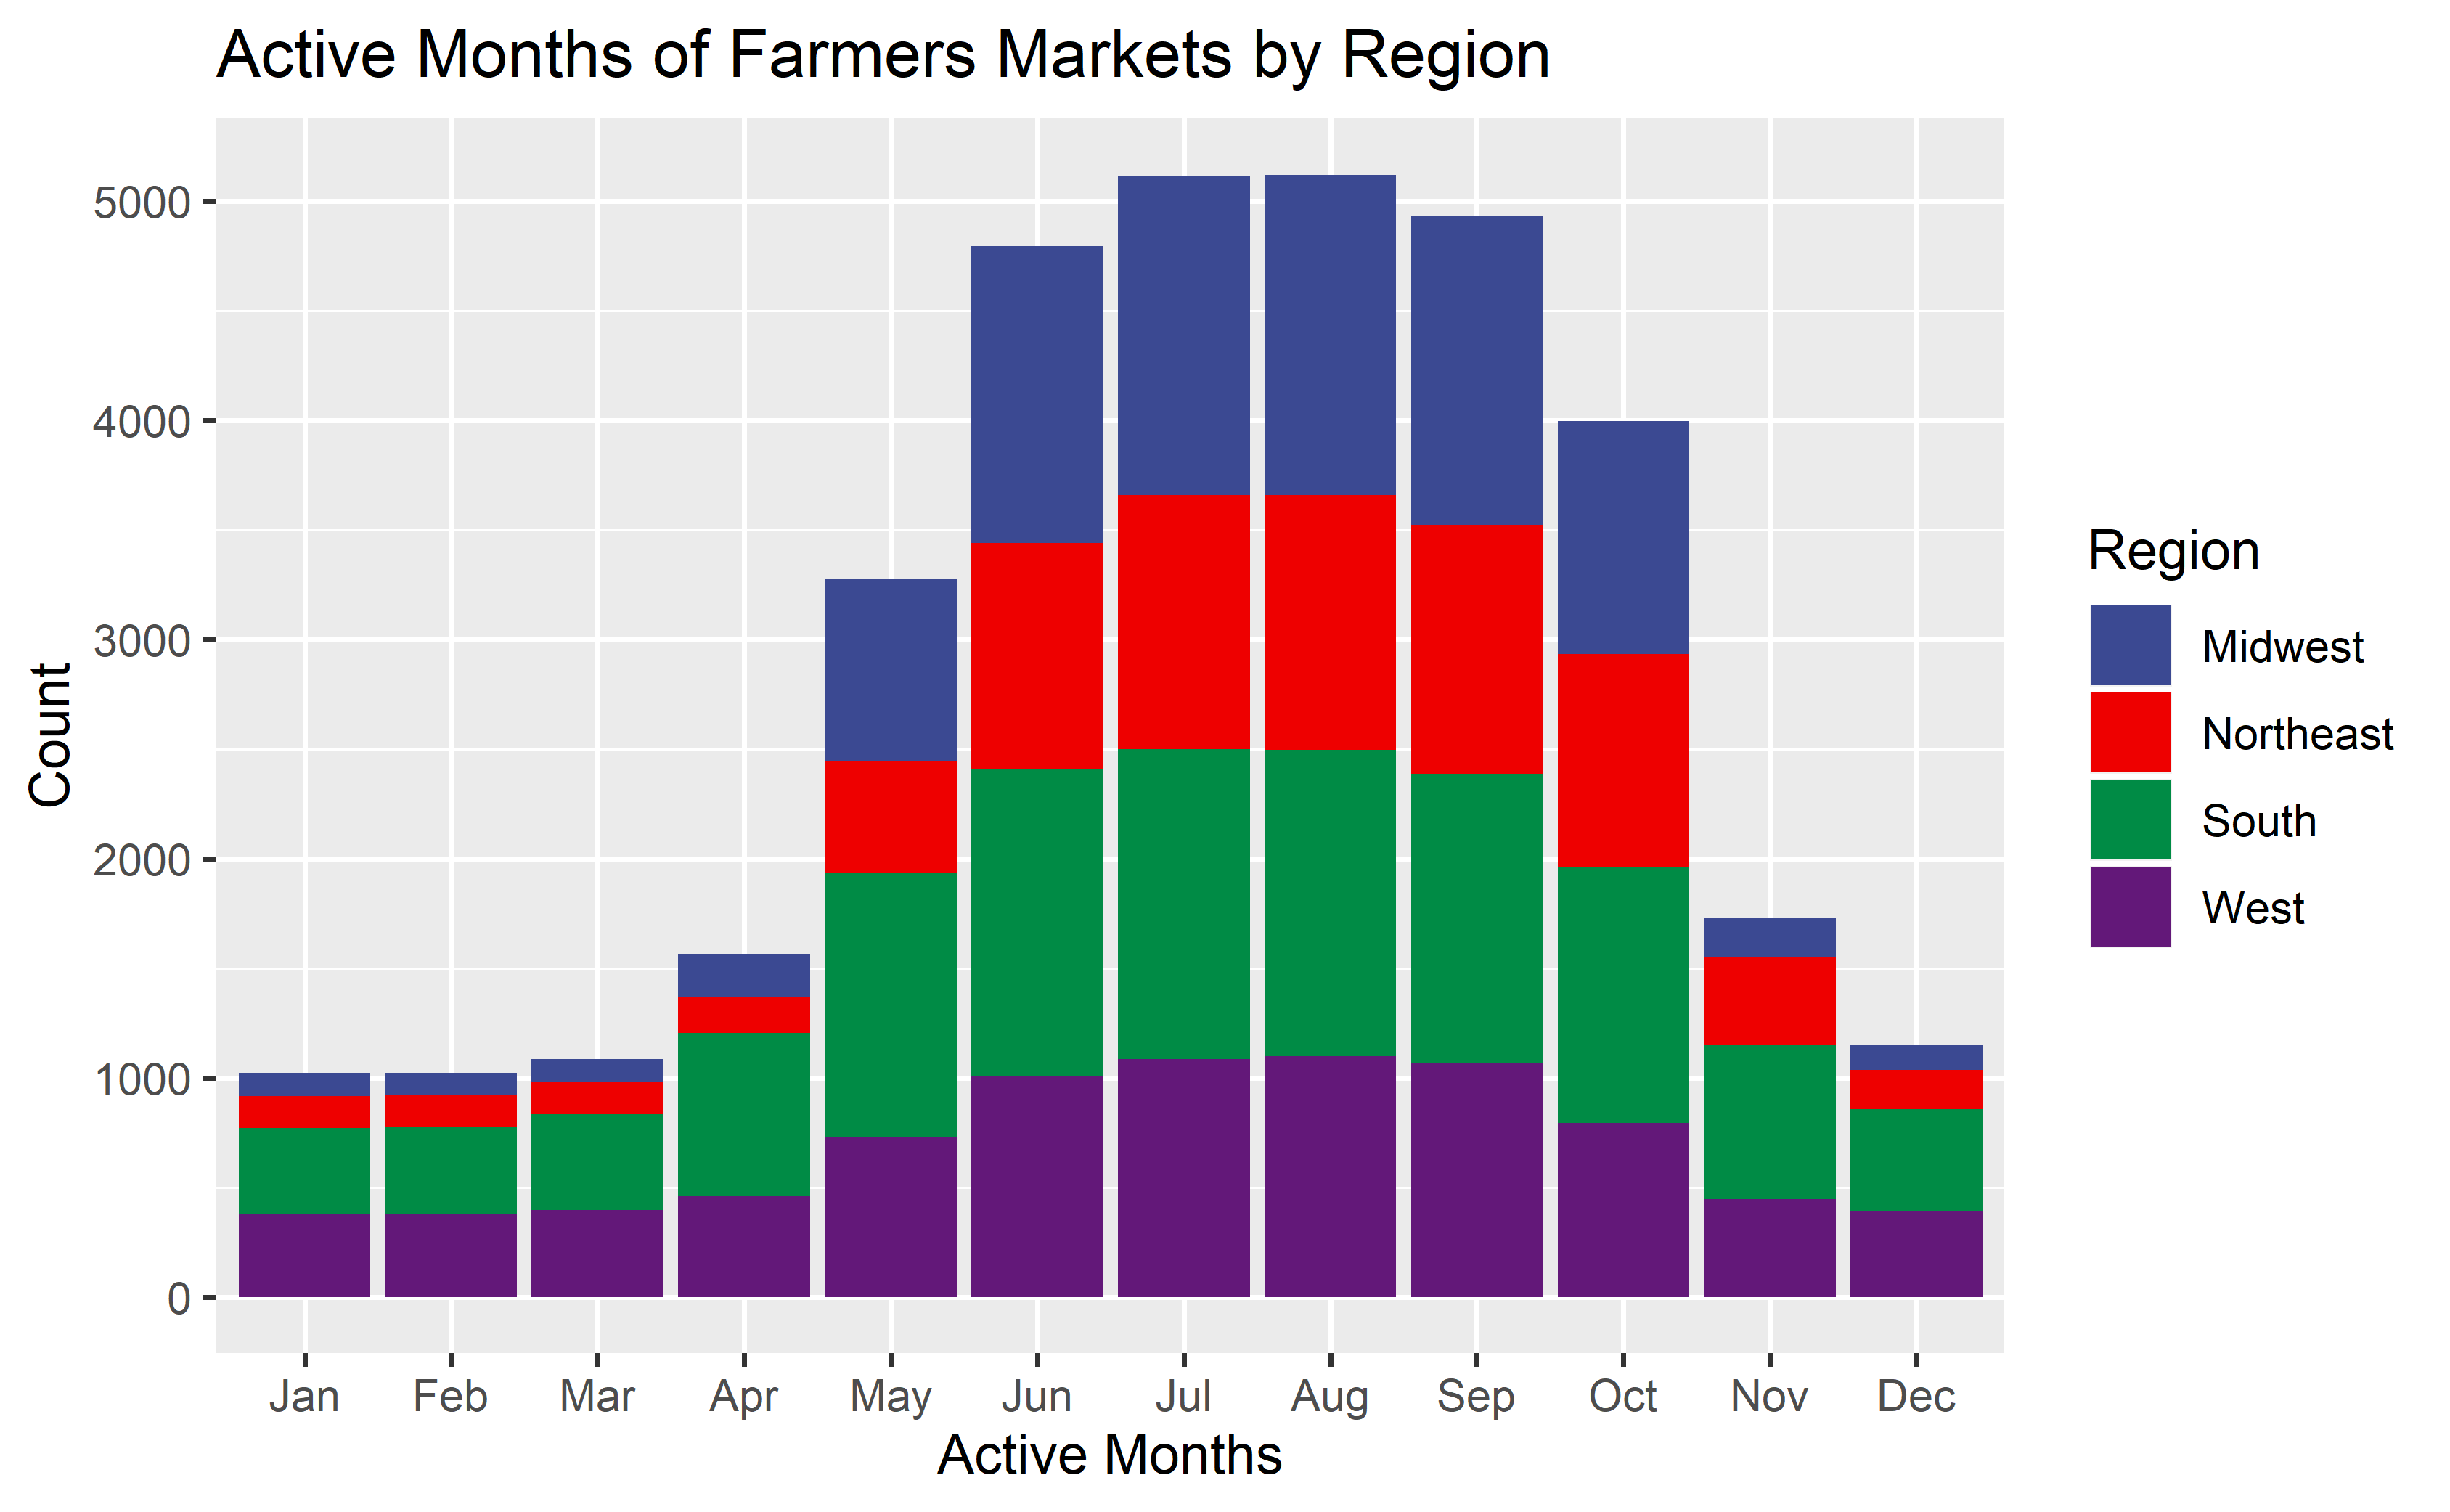 Active Months of Farmers Markets by Region
Count
5000
4000
3000
2000
1000
0
Jan Feb Mar Apr May Jun Jul Aug Sep Oct Nov Dec
Active Months
Region
Midwest
Northeast
South
West